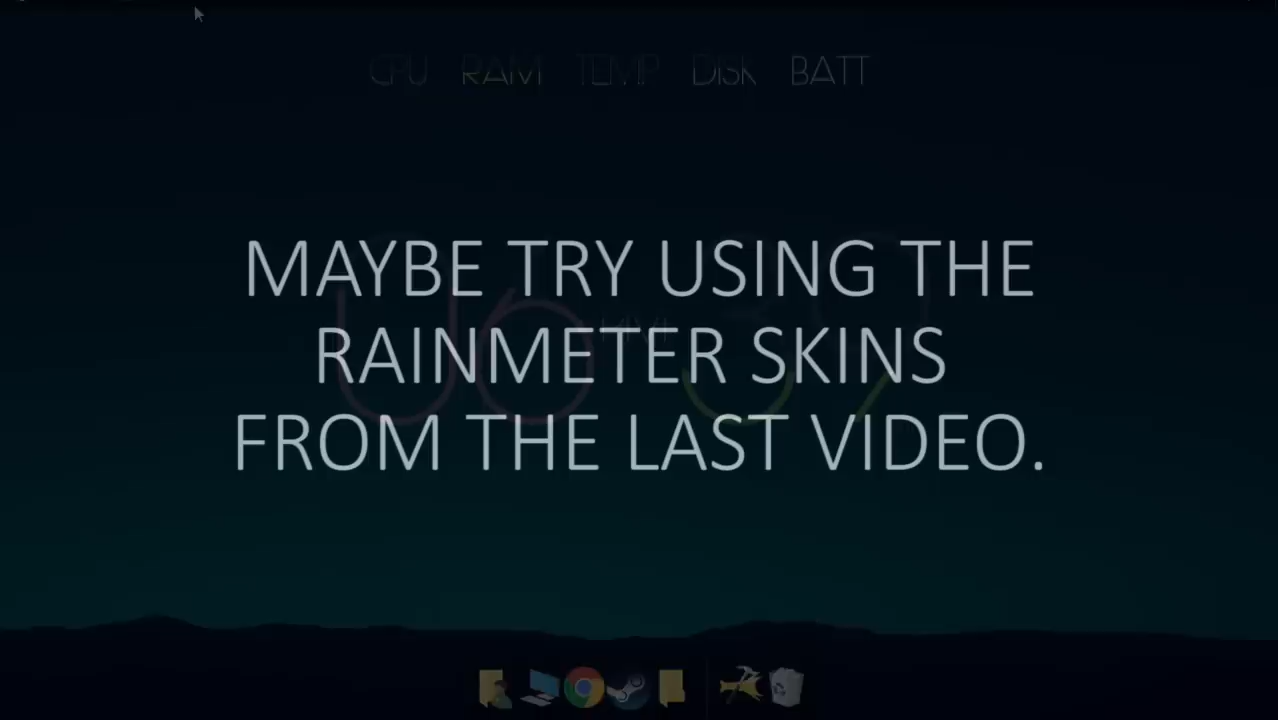 CPU RAM TEMP DISK BATT
MAYBE TRY USING THE
RAINMETER SKINS
FROM THE LAST VIDEO.